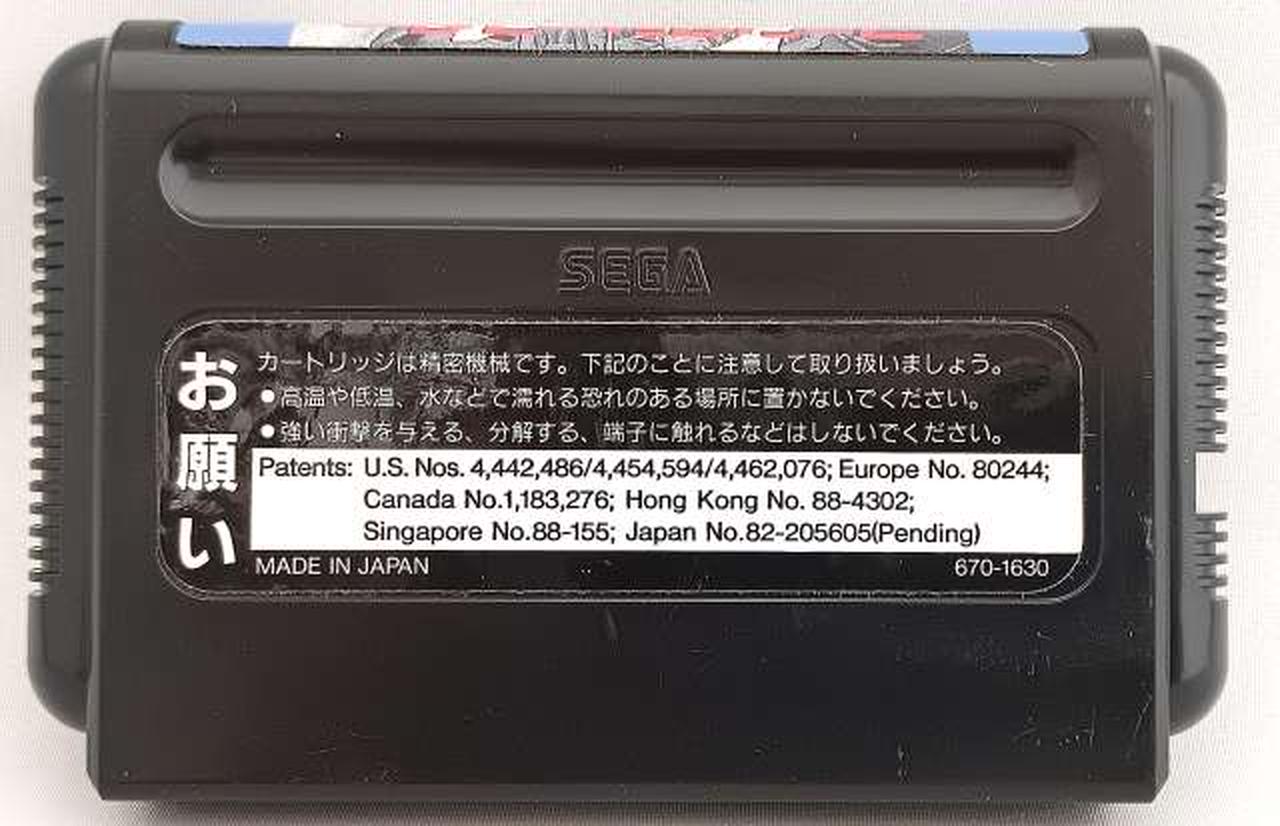 SEGA
お願い
カートリッジは精密機械です。下記のことに注意して取り扱いましょう。
●高温や低温、水などで濡れる恐れのある場所に置かないでください。
●強い衝撃を与える、分解する、端子に触れるなどはしないでください。
Patents: U.S. Nos. 4,442,486/4,454,594/4,462,076; Europe No. 80244;
Canada No.1,183,276; Hong Kong No. 88-4302;
Singapore No.88-155; Japan No.82-205605(Pending)
MADE IN JAPAN 670-1630